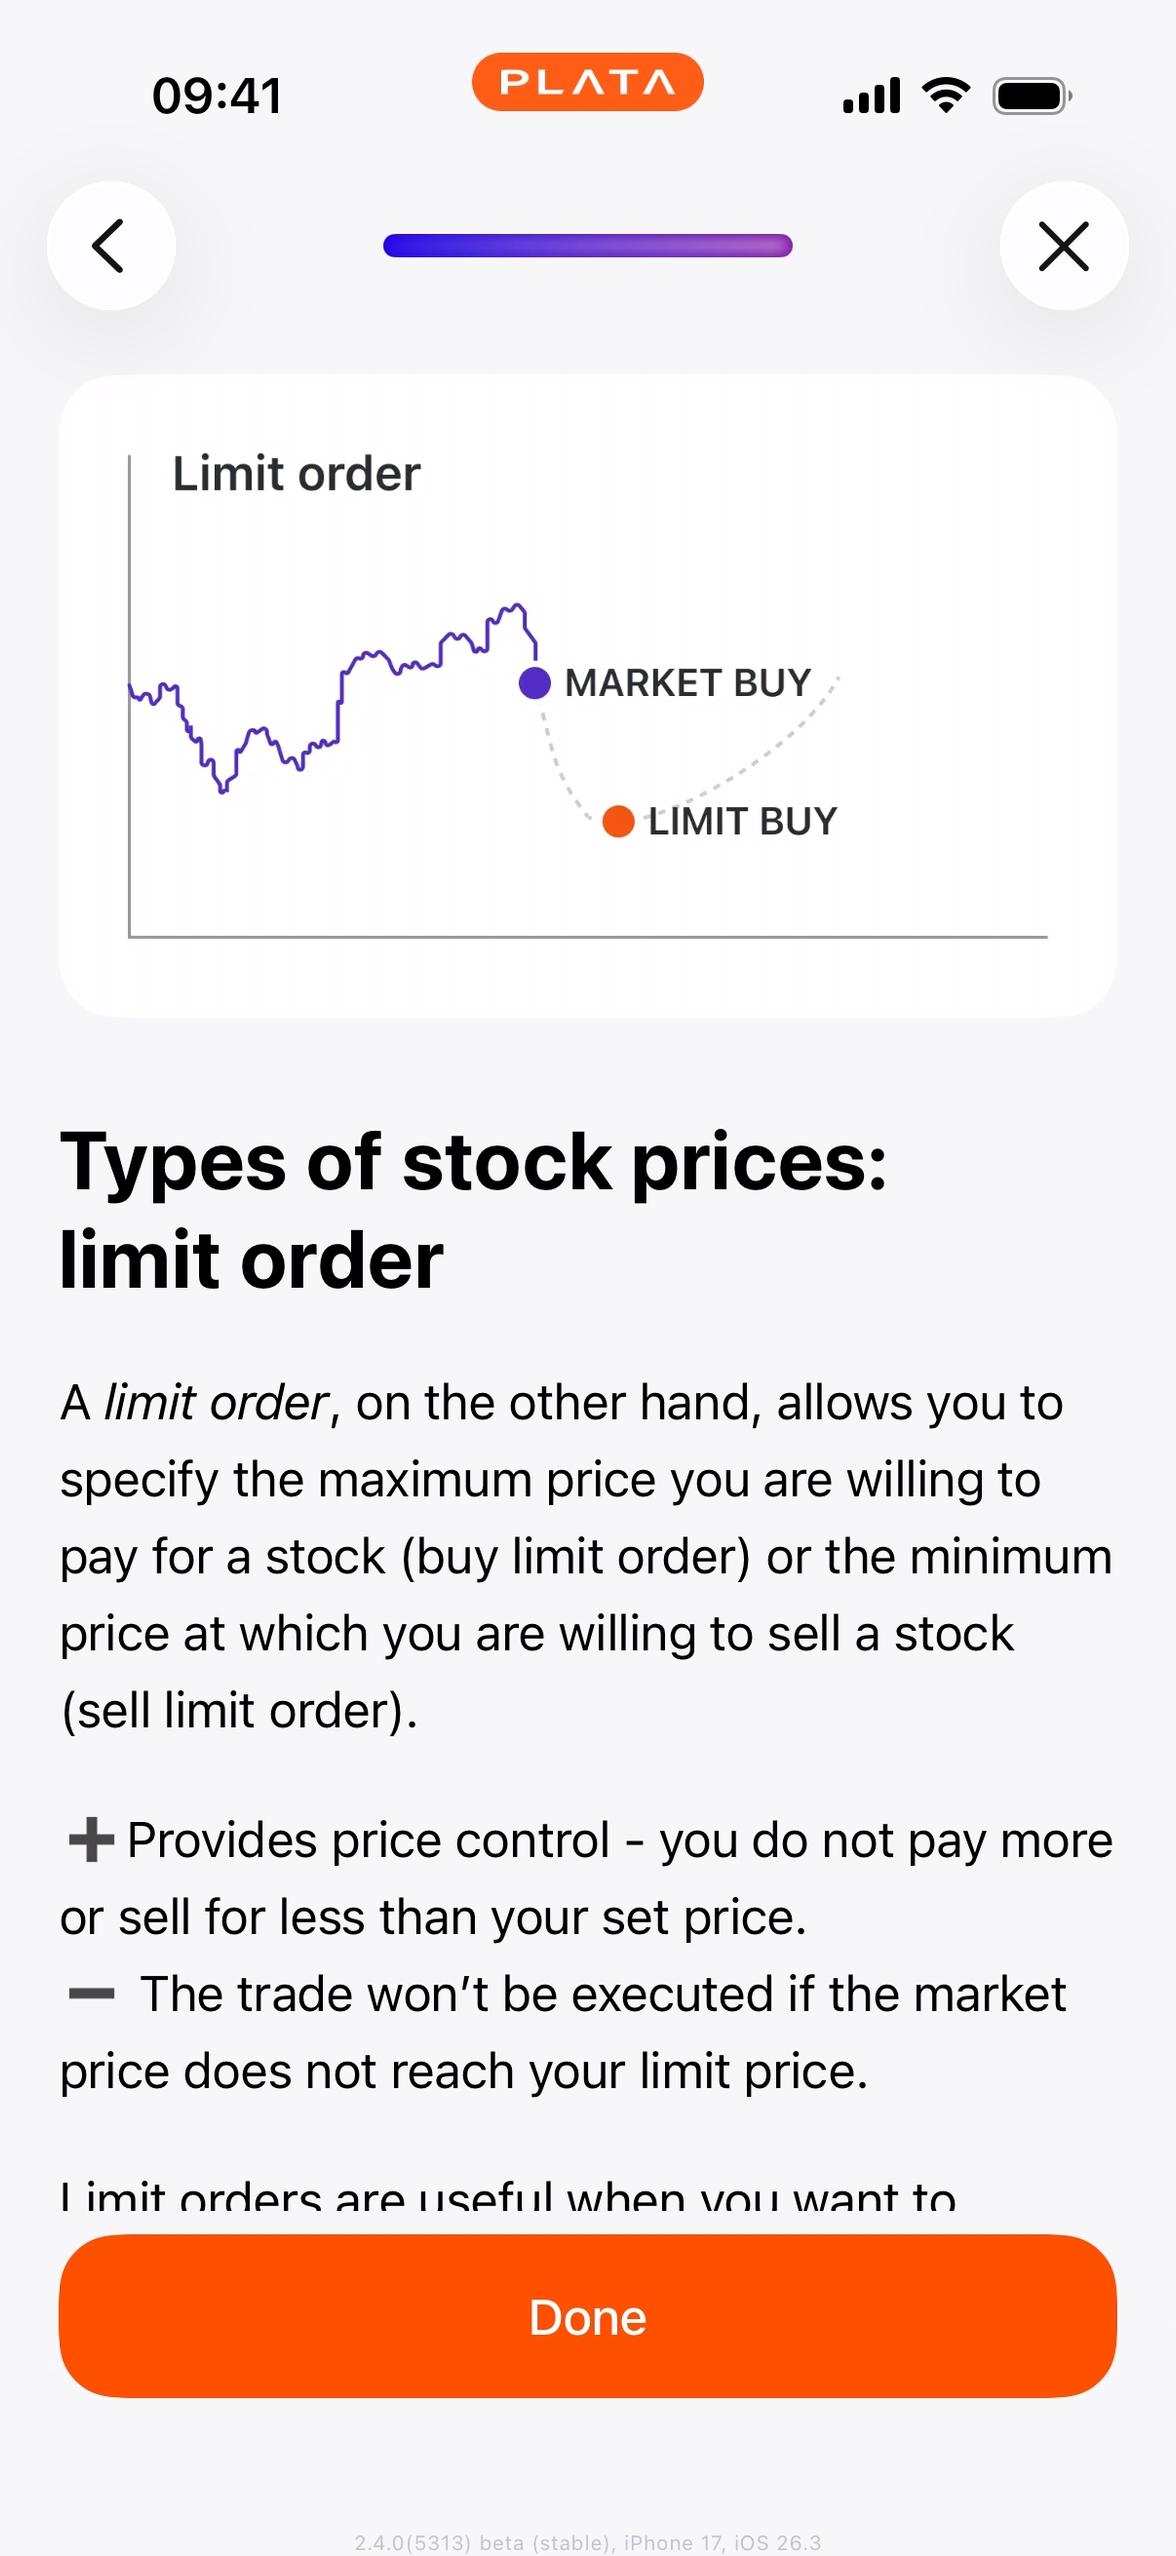 09:41
PLATA
Limit order
MARKET BUY
LIMIT BUY
Types of stock prices:
limit order
A limit order, on the other hand, allows you to
specify the maximum price you are willing to
pay for a stock (buy limit order) or the minimum
price at which you are willing to sell a stock
(sell limit order).
➕Provides price control - you do not pay more
or sell for less than your set price.
➖ The trade won’t be executed if the market
price does not reach your limit price.
Limit orders are useful when you want to
Done
2.4.0(5313) beta (stable), iPhone 17, iOS 26.3